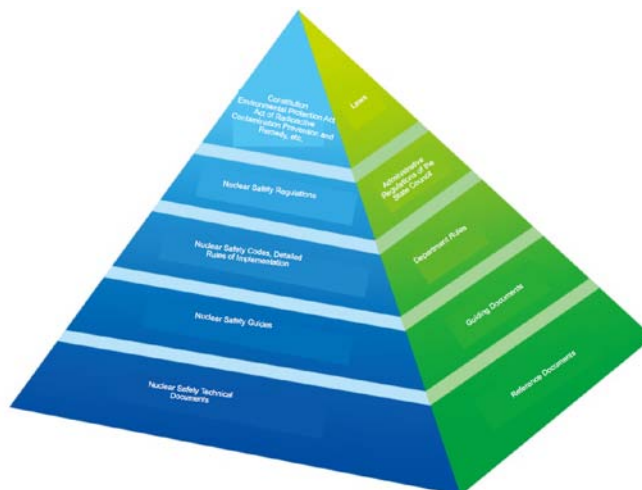 Constitution
Environmental Protection Act
Act of Radioactive
Contamination Prevention and
Remedy, etc.
Laws
Nuclear Safety Regulations
Administrative
Regulations of the
State Council
Nuclear Safety Codes, Detailed
Rules of Implementation
Department Rules
Nuclear Safety Guides
Guiding Documents
Nuclear Safety Technical
Documents
Reference Documents